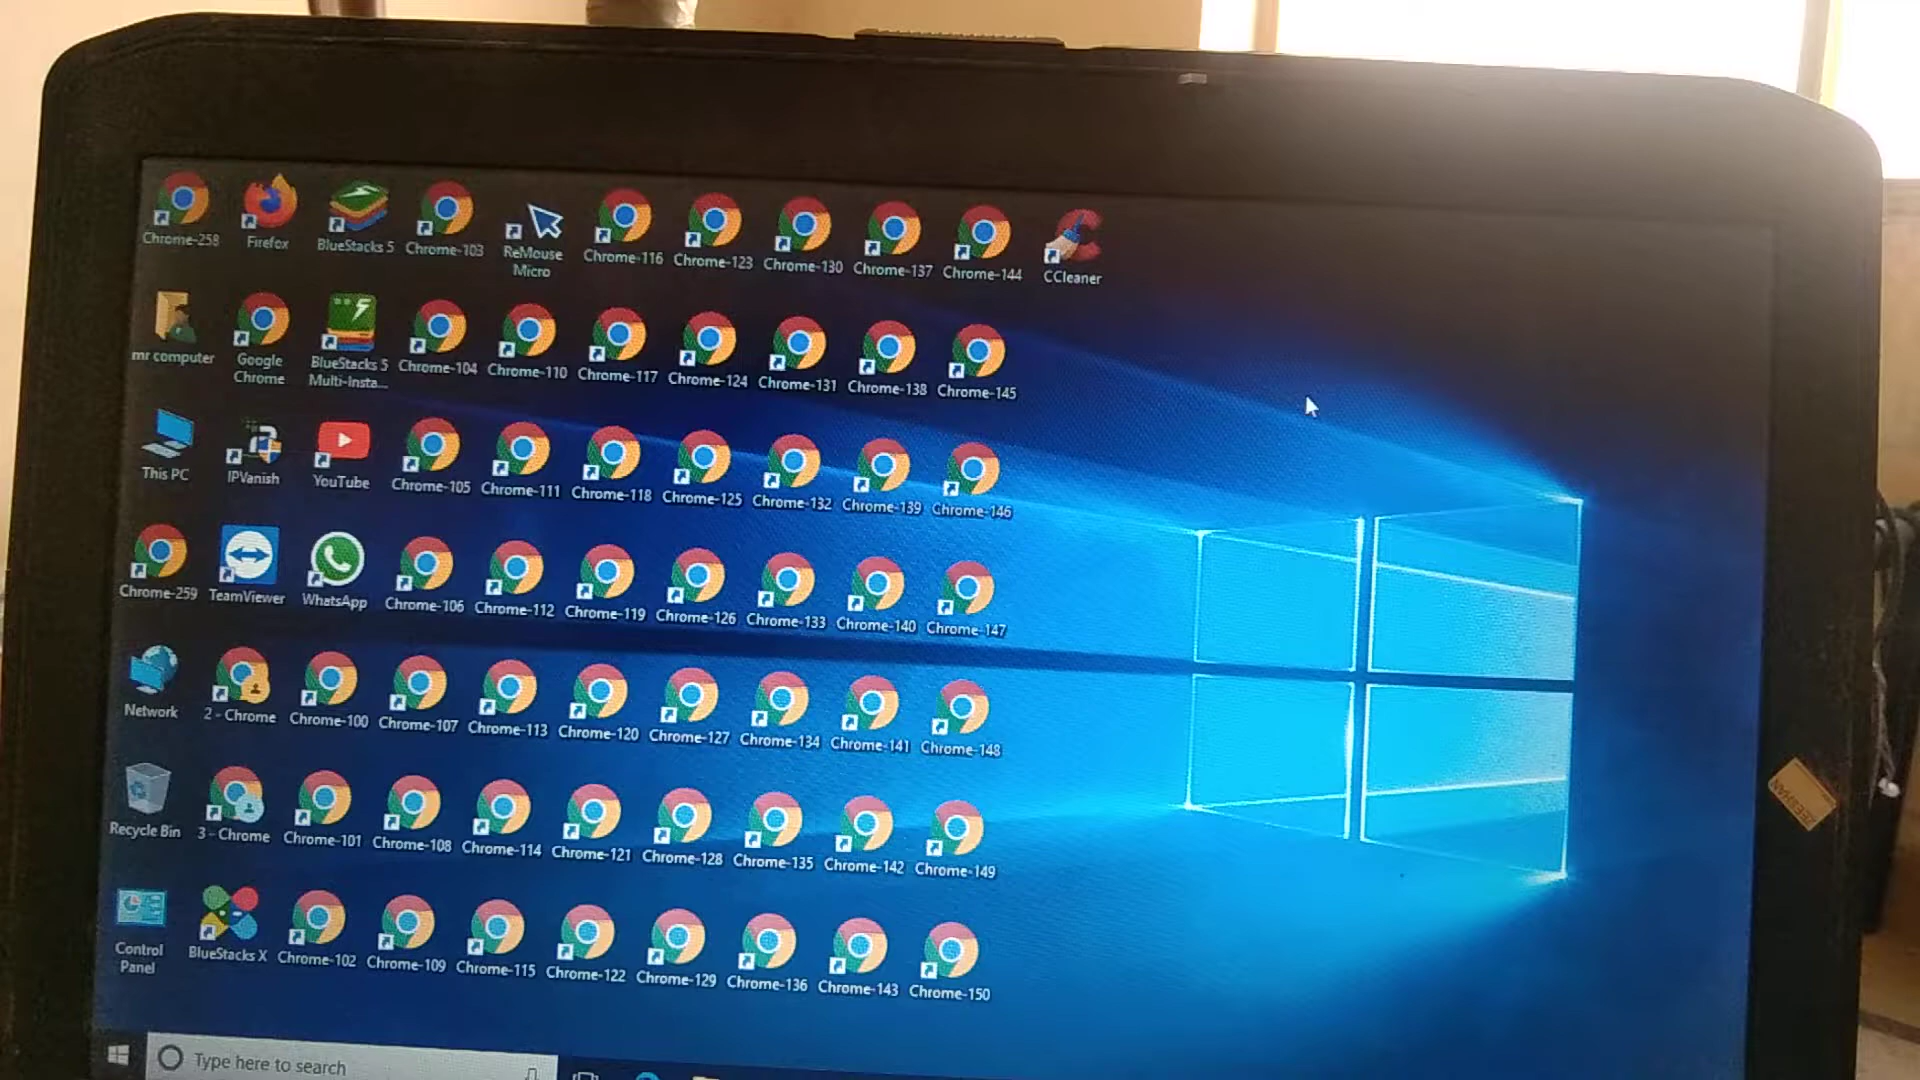 Chrome-258
Firefox
BlueStacks 5
Chrome-103
ReMouse
Micro
Chrome-116
Chrome-123
Chrome-130
Chrome-137
Chrome-144
CCleaner
mr computer
Google
Chrome
BlueStacks 5
Multi-Insta...
Chrome-104
Chrome-110
Chrome-117
Chrome-124
Chrome-131
Chrome-138
Chrome-145
This PC
IPVanish
YouTube
Chrome-105
Chrome-111
Chrome-118
Chrome-125
Chrome-132
Chrome-139
Chrome-146
Chrome-259
TeamViewer
WhatsApp
Chrome-106
Chrome-112
Chrome-119
Chrome-126
Chrome-133
Chrome-140
Chrome-147
Network
2 - Chrome
Chrome-100
Chrome-107
Chrome-113
Chrome-120
Chrome-127
Chrome-134
Chrome-141
Chrome-148
Recycle Bin
3 - Chrome
Chrome-101
Chrome-108
Chrome-114
Chrome-121
Chrome-128
Chrome-135
Chrome-142
Chrome-149
Control
Panel
BlueStacks X
Chrome-102
Chrome-109
Chrome-115
Chrome-122
Chrome-129
Chrome-136
Chrome-143
Chrome-150
Type here to search